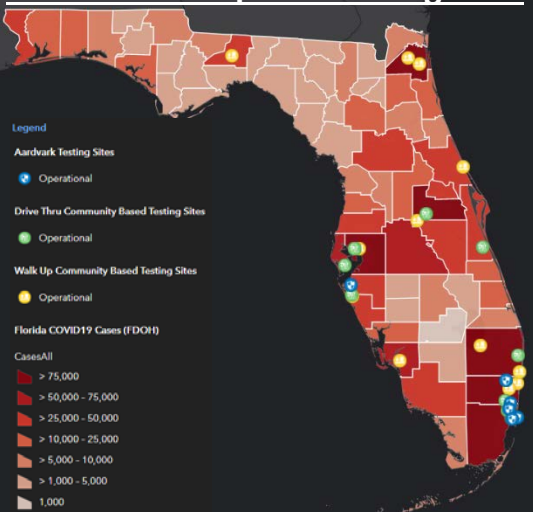 Legend
Aardvark Testing Sites
Operational
Drive Thru Community Based Testing Sites
Operational
Walk Up Community Based Testing Sites
Operational
Florida COVID19 Cases (FDOH)
CasesAll
> 75,000
> 50,000 - 75,000
> 25,000 - 50,000
> 10,000 - 25,000
> 5,000 - 10,000
> 1,000 - 5,000
1,000